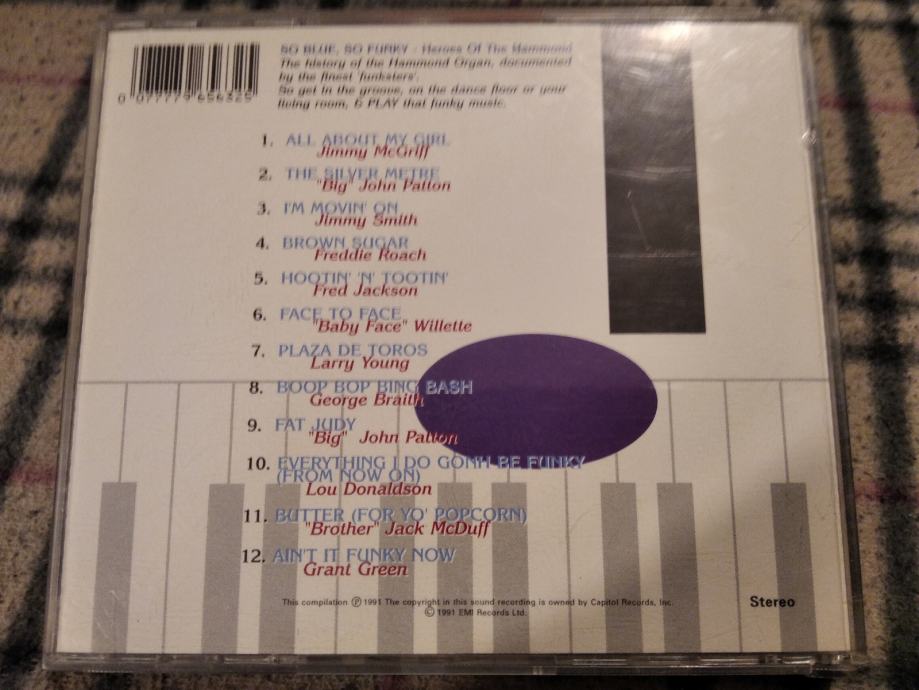 SO BLUE, SO FUNKY - Heroes Of The Hammond
The history of the Hammond Organ, documented
by the finest 'funksters'.
So get in the groove, on the dance floor or your
living room, & PLAY that funky music.
0 077779 656325
1. ALL ABOUT MY GIRL
Jimmy McGriff
2. THE SILVER METRE
"Big" John Patton
3. I'M MOVIN' ON
Jimmy Smith
4. BROWN SUGAR
Freddie Roach
5. HOOTIN' 'N' TOOTIN'
Fred Jackson
6. FACE TO FACE
"Baby Face" Willette
7. PLAZA DE TOROS
Larry Young
8. BOOP BOP BING BASH
George Braith
9. FAT JUDY
"Big" John Patton
10. EVERYTHING I DO GONH BE FUNKY
(FROM NOW ON)
Lou Donaldson
11. BUTTER (FOR YO' POPCORN)
"Brother" Jack McDuff
12. AIN'T IT FUNKY NOW
Grant Green
This compilation ℗ 1991 The copyright in this sound recording is owned by Capitol Records, Inc.
© 1991 EMI Records Ltd.
Stereo